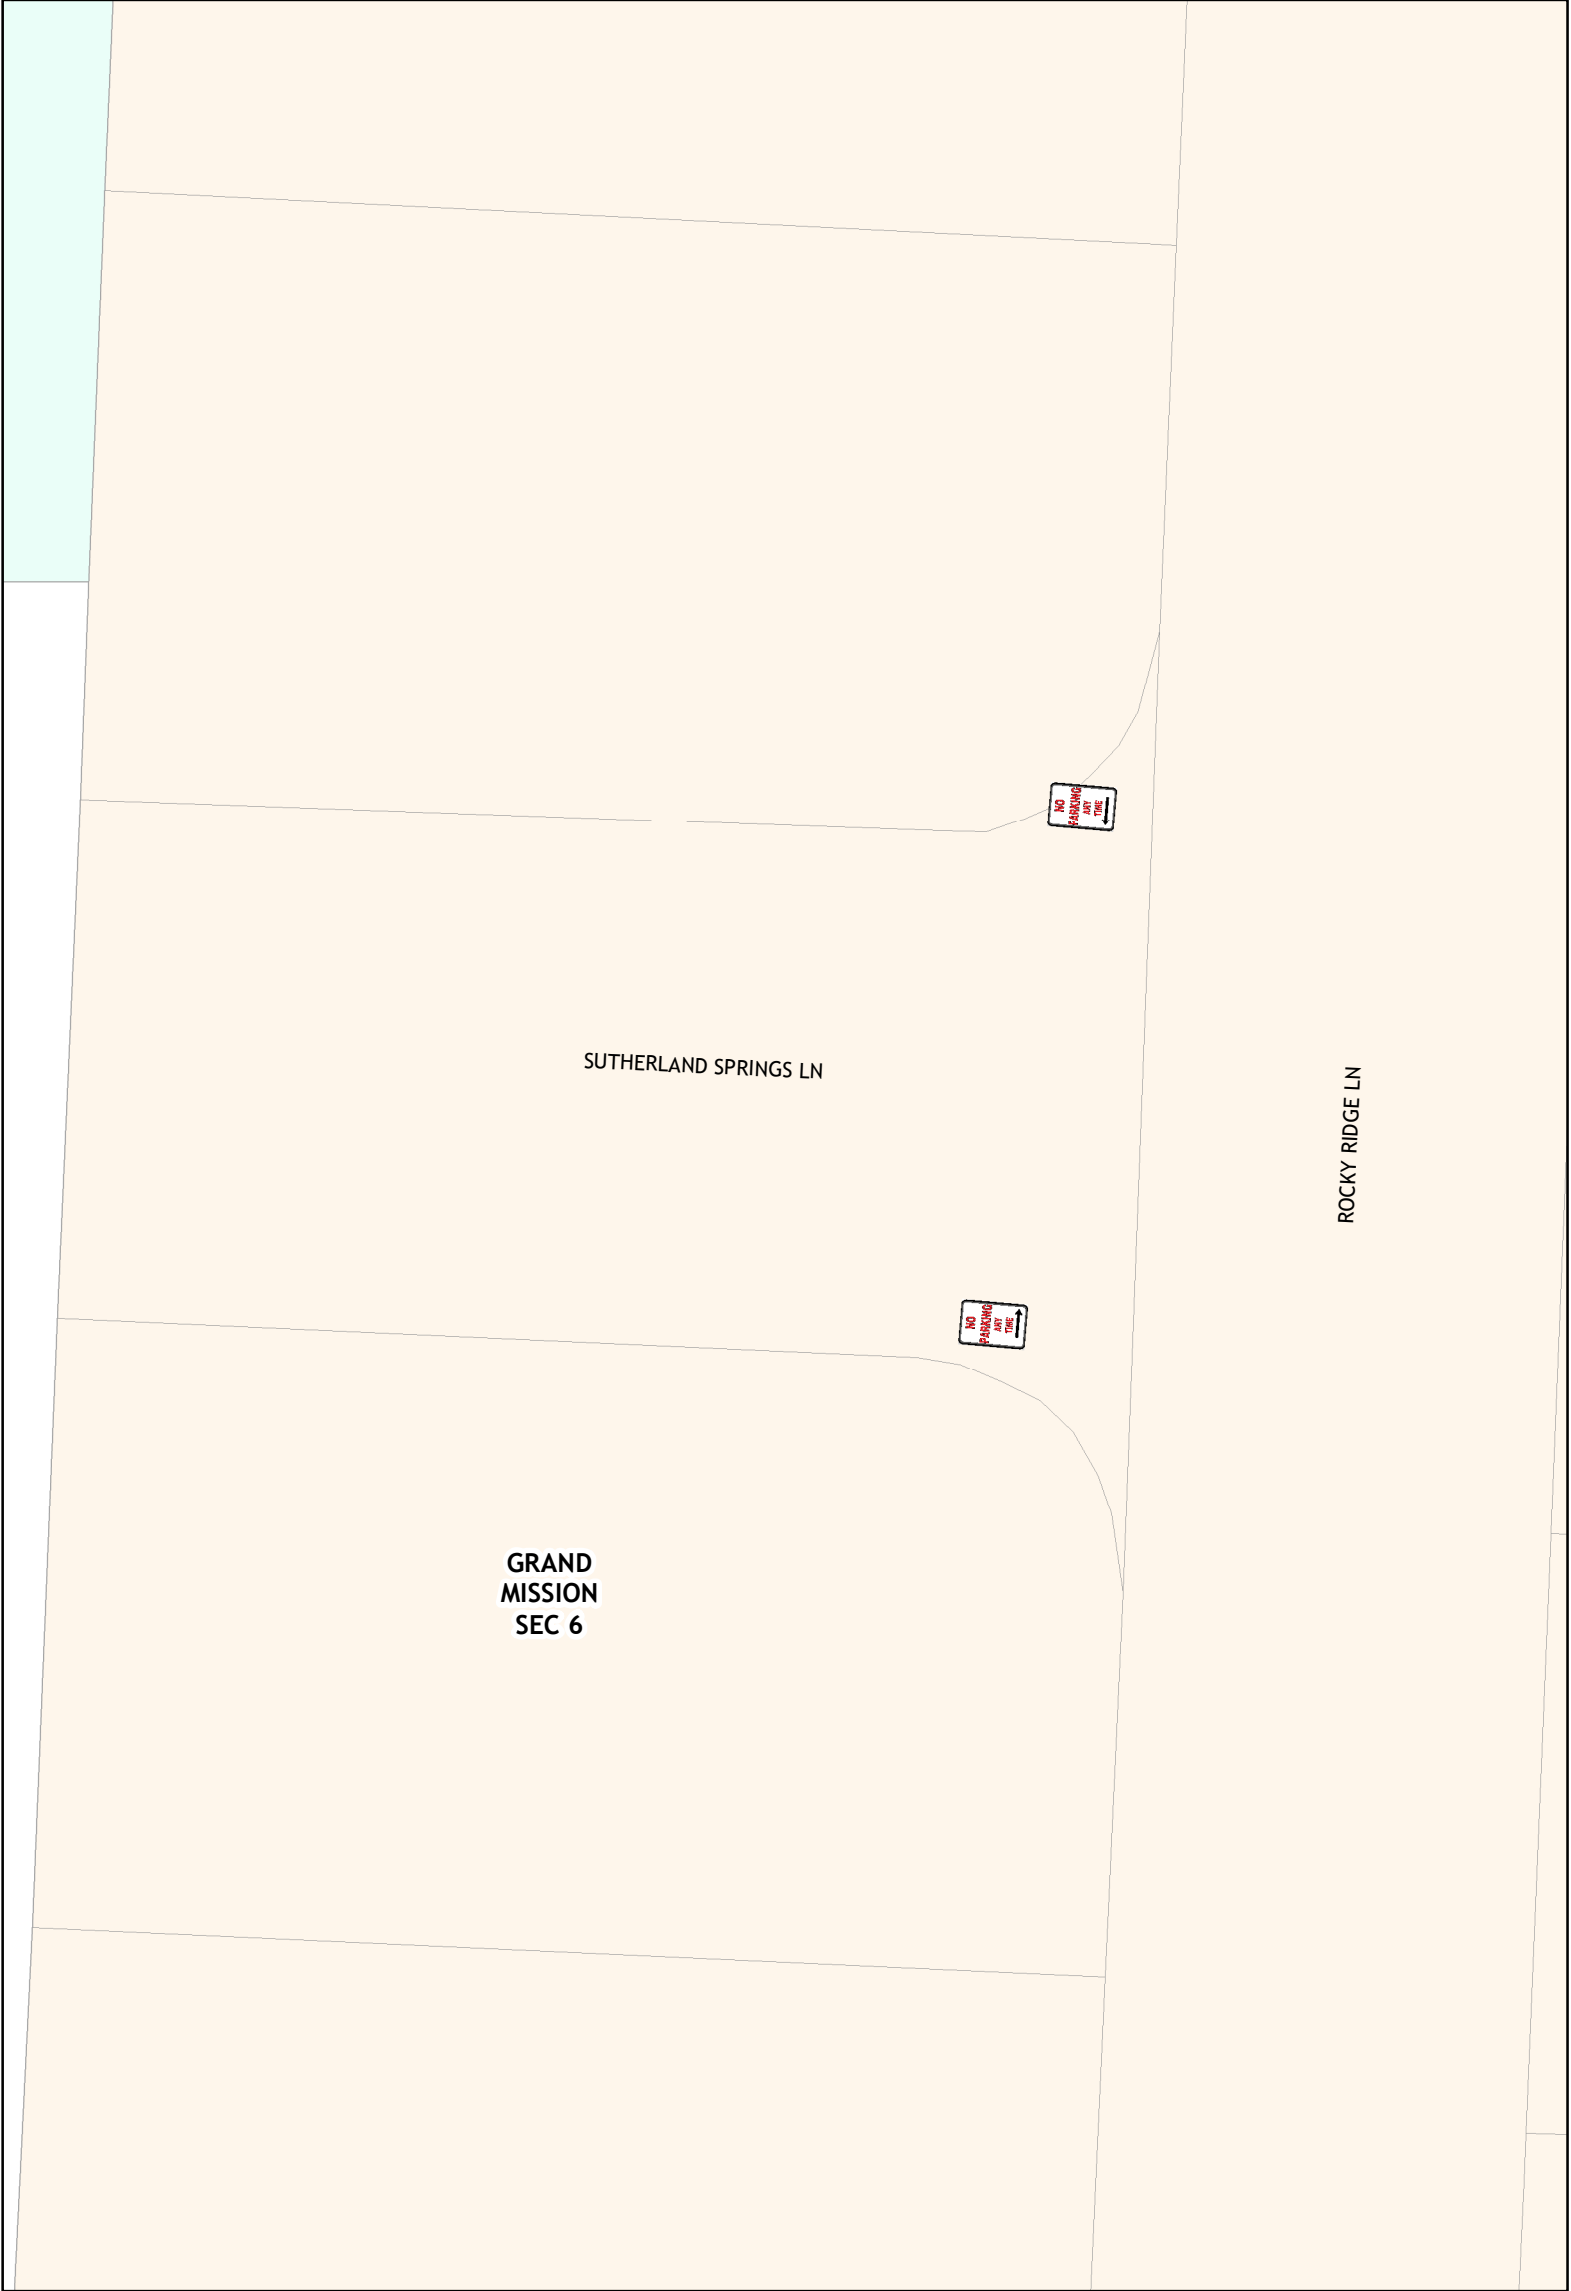 NO
PARKING
ANY
TIME
SUTHERLAND SPRINGS LN
ROCKY RIDGE LN
NO
PARKING
ANY
TIME
GRAND
MISSION
SEC 6